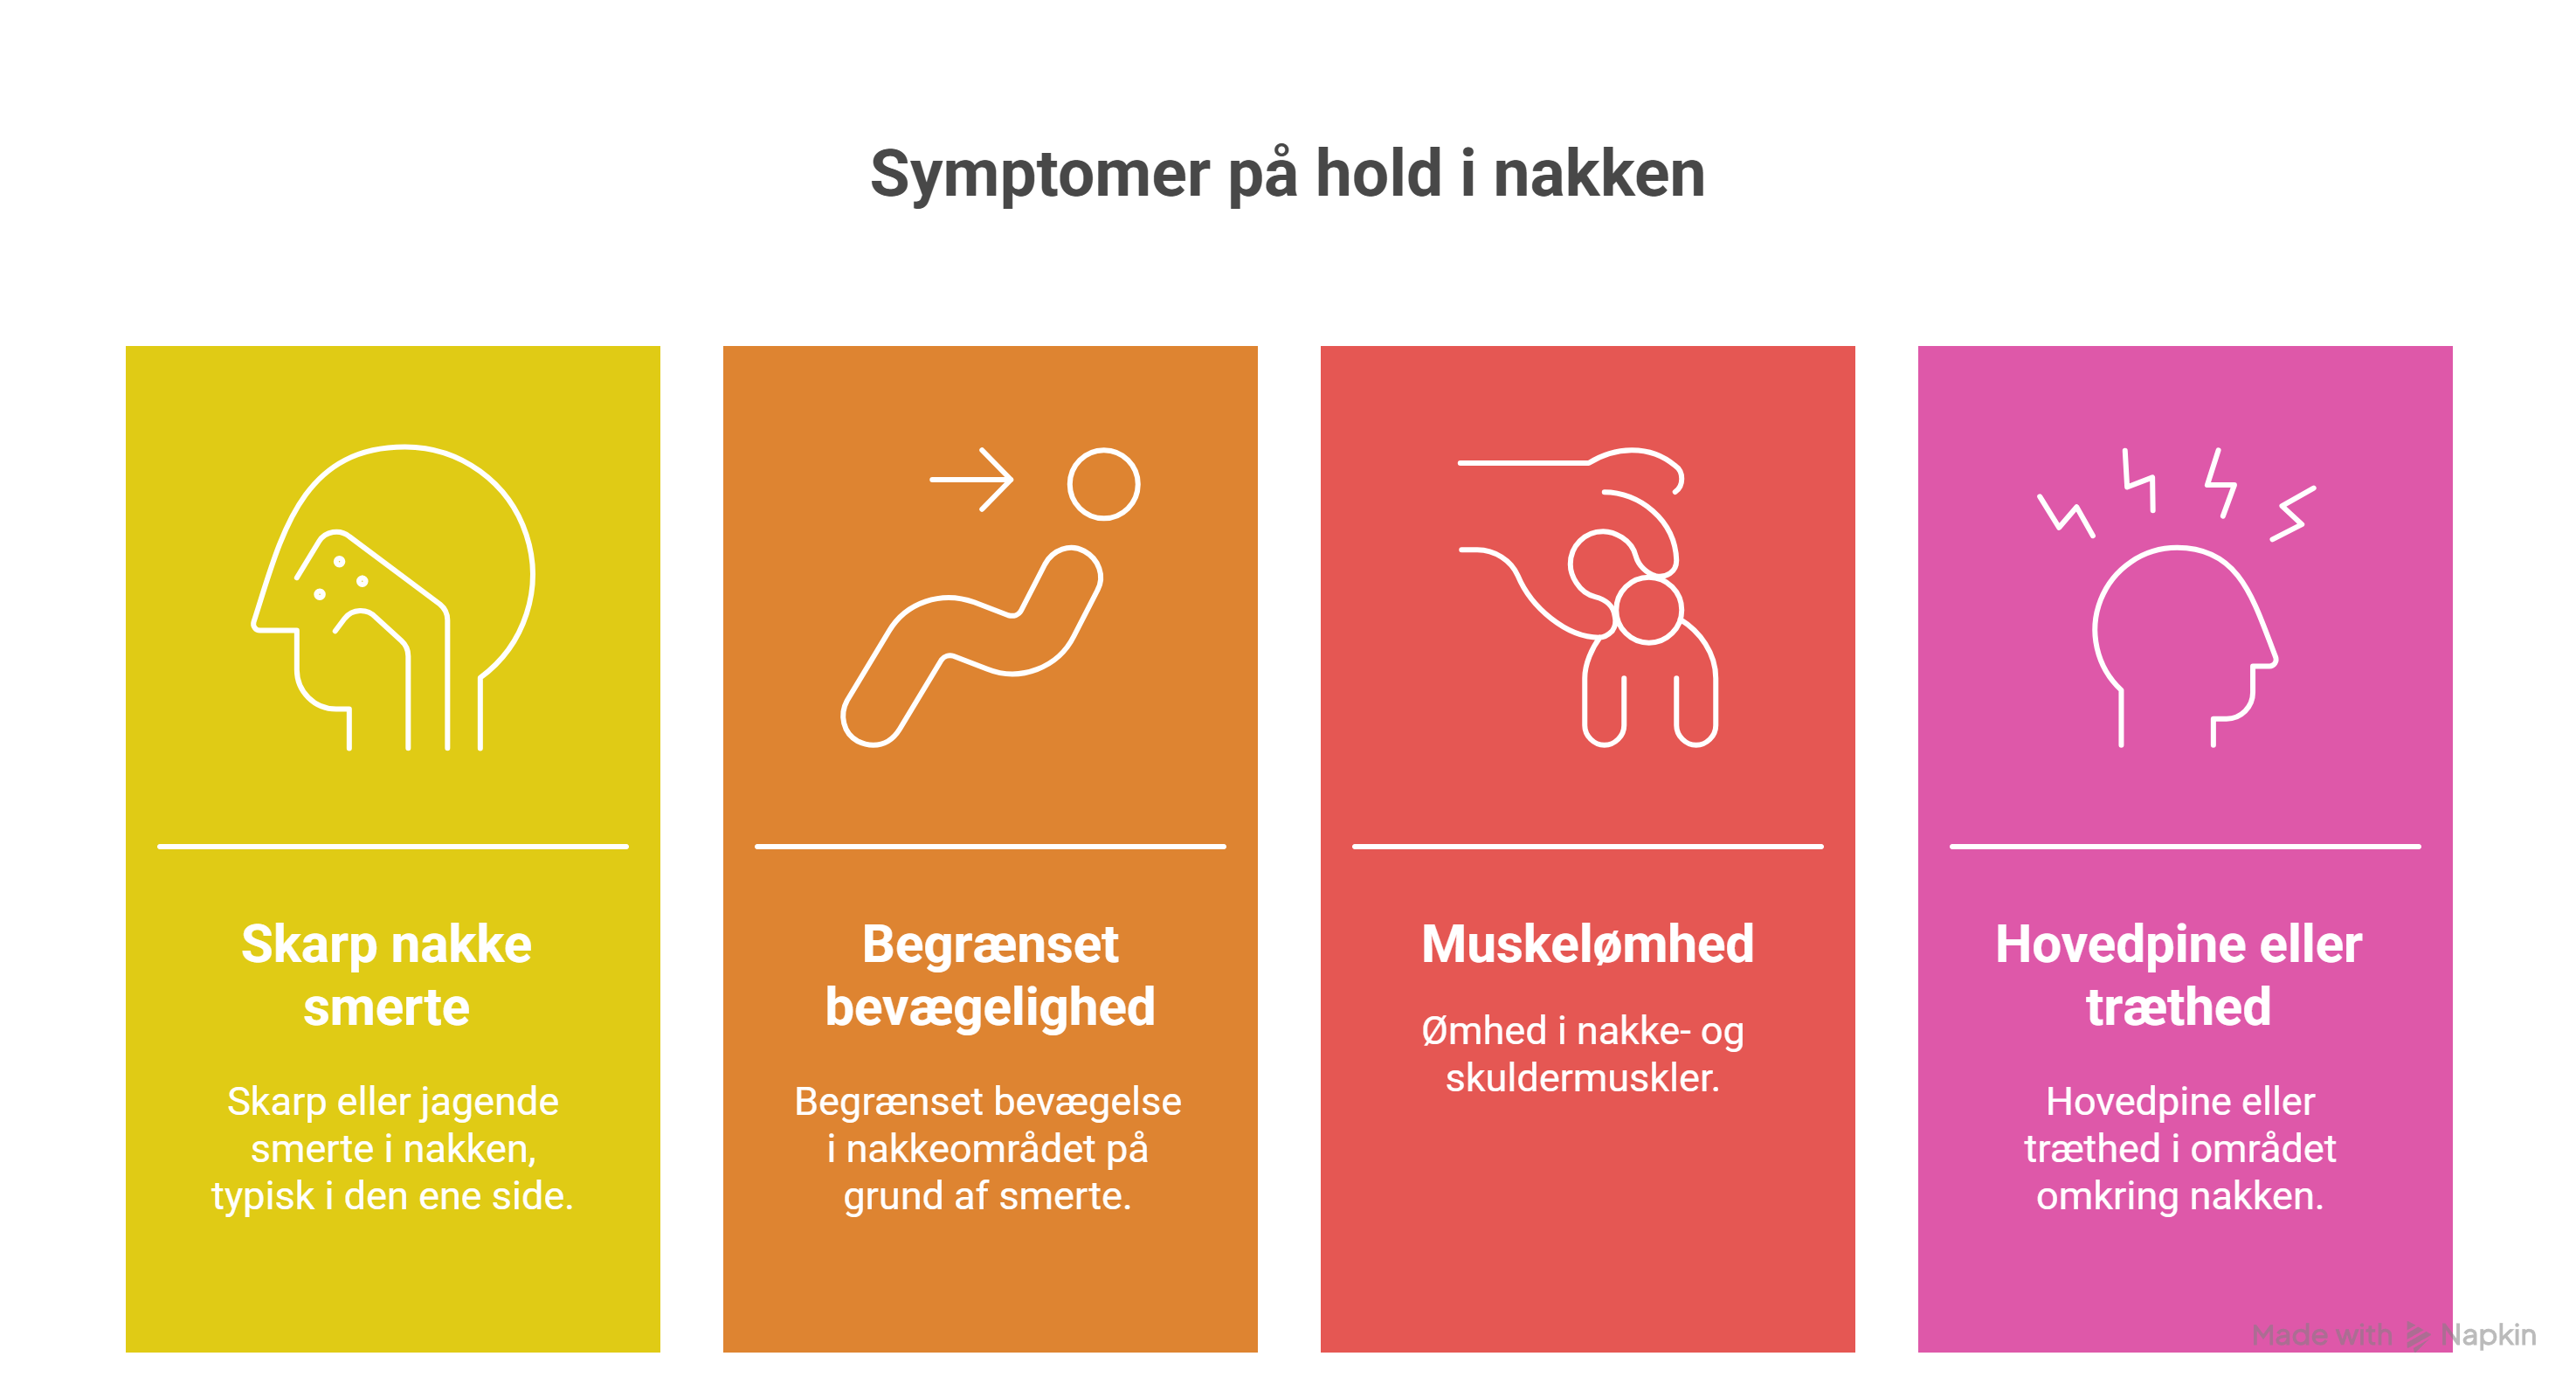 Symptomer på hold i nakken
Skarp nakke
smerte
Skarp eller jagende
smerte i nakken,
typisk i den ene side.
Begrænset
bevægelighed
Begrænset bevægelse
i nakkeområdet på
grund af smerte.
Muskelømhed
Ømhed i nakke- og
skuldermuskler.
Hovedpine eller
træthed
Hovedpine eller
træthed i området
omkring nakken.
Made with Napkin